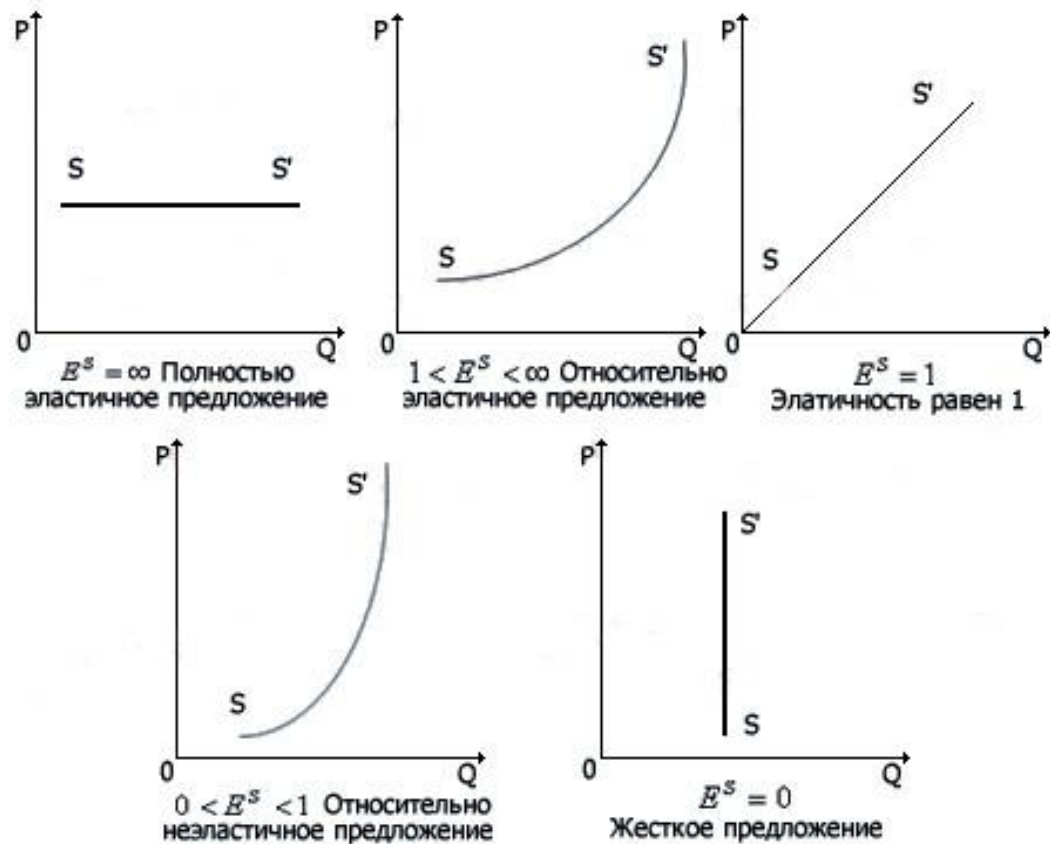 P
S S'
0 Q
E^S = ∞ Полностью
эластичное предложение
P
S'
S
0 Q
1 < E^S < ∞ Относительно
эластичное предложение
P
S'
S
0 Q
E^S = 1
Элатичность равен 1
P
S'
S
0 Q
0 < E^S < 1 Относительно
неэластичное предложение
P
S'
S
0 Q
E^S = 0
Жесткое предложение